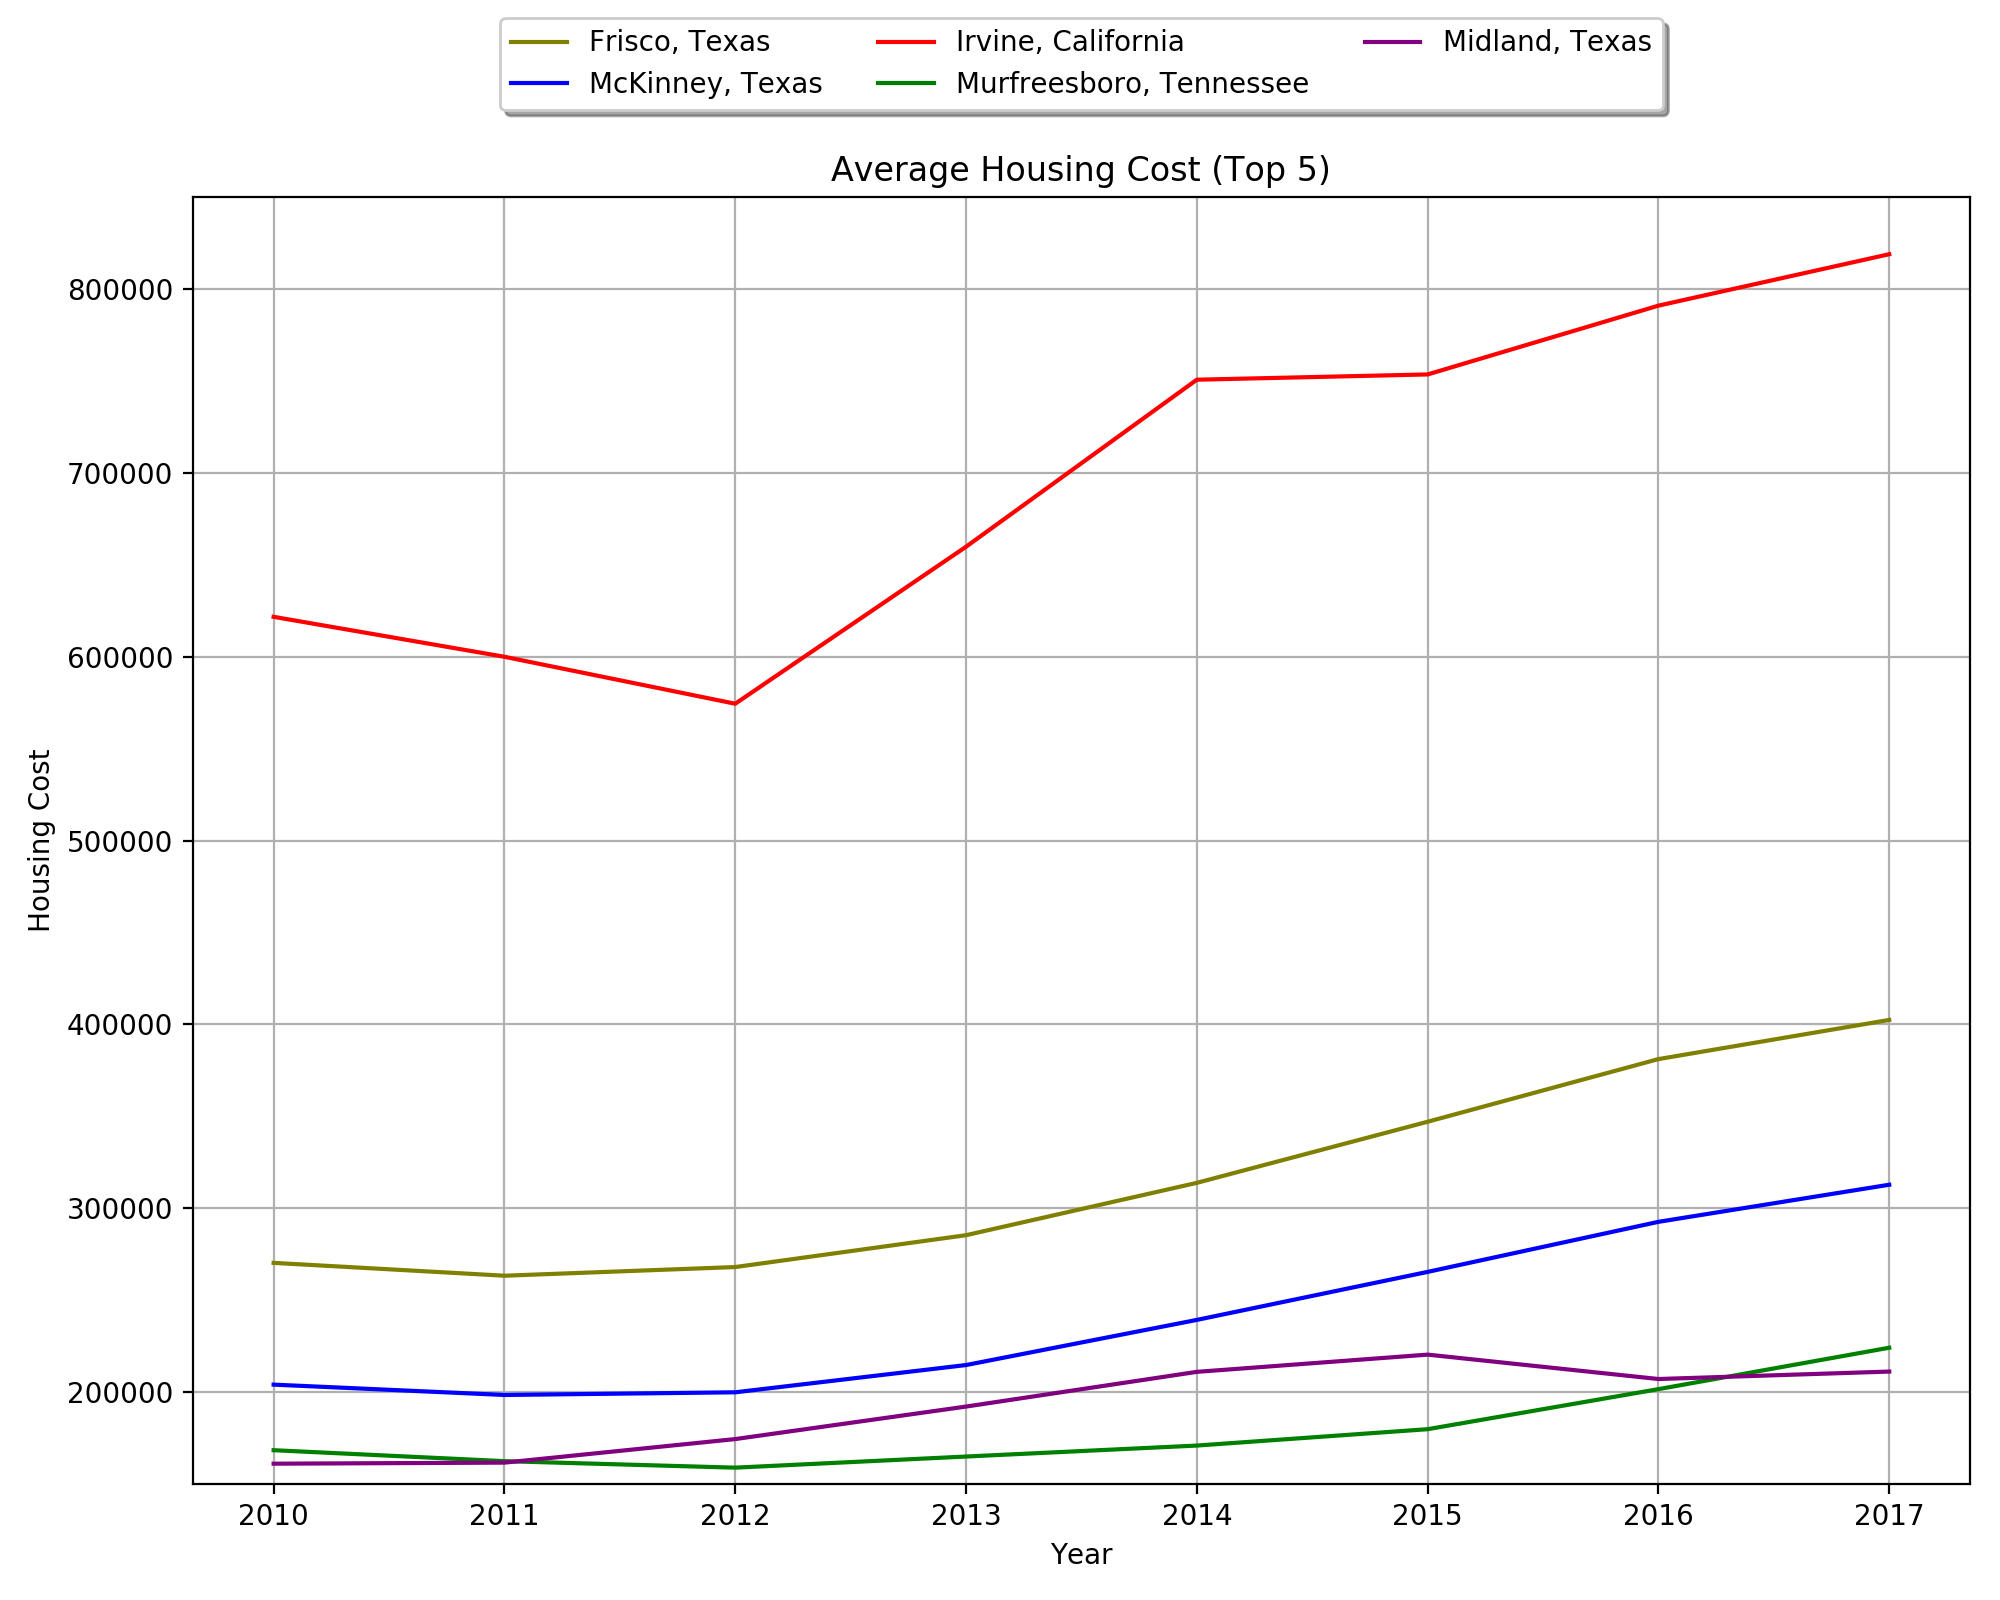 Frisco, Texas
McKinney, Texas
Irvine, California
Murfreesboro, Tennessee
Midland, Texas
Average Housing Cost (Top 5)
Housing Cost
800000
700000
600000
500000
400000
300000
200000
2010 2011 2012 2013 2014 2015 2016 2017
Year